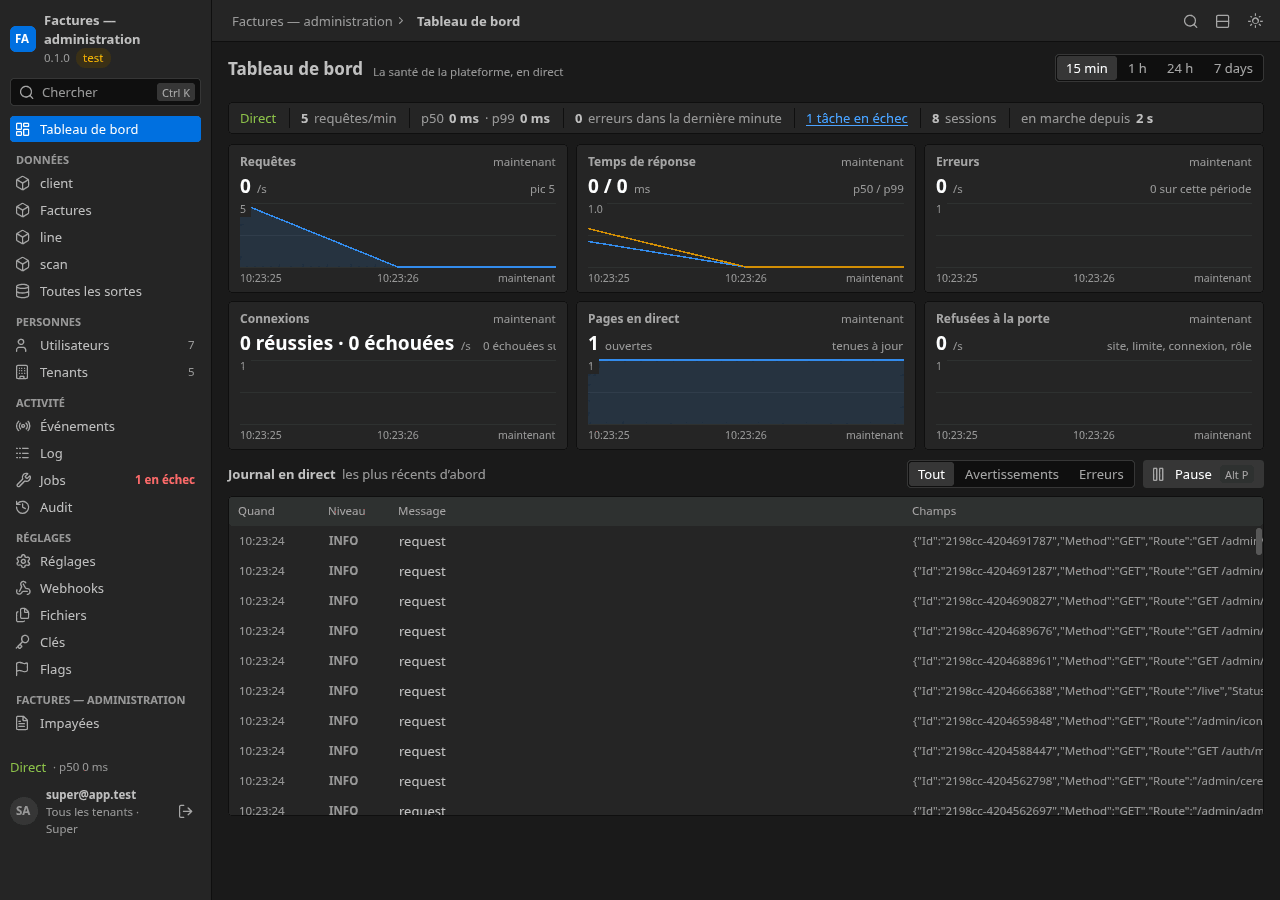 FA
Factures —
administration
0.1.0 test
Chercher Ctrl K
Tableau de bord
DONNÉES
client
Factures
line
scan
Toutes les sortes
PERSONNES
Utilisateurs 7
Tenants 5
ACTIVITÉ
Événements
Log
Jobs 1 en échec
Audit
RÉGLAGES
Réglages
Webhooks
Fichiers
Clés
Flags
FACTURES — ADMINISTRATION
Impayées
Direct · p50 0 ms
SA
super@app.test
Tous les tenants ·
Super
Factures — administration Tableau de bord
Tableau de bord La santé de la plateforme, en direct
15 min 1 h 24 h 7 days
Direct 5 requêtes/min p50 0 ms · p99 0 ms 0 erreurs dans la dernière minute 1 tâche en échec 8 sessions en marche depuis 2 s
Requêtes maintenant
0 /s pic 5
5
10:23:25 10:23:26 maintenant
Temps de réponse maintenant
0 / 0 ms p50 / p99
1.0
10:23:25 10:23:26 maintenant
Erreurs maintenant
0 /s 0 sur cette période
1
10:23:25 10:23:26 maintenant
Connexions maintenant
0 réussies · 0 échouées /s 0 échouées su
1
10:23:25 10:23:26 maintenant
Pages en direct maintenant
1 ouvertes tenues à jour
1
10:23:25 10:23:26 maintenant
Refusées à la porte maintenant
0 /s site, limite, connexion, rôle
1
10:23:25 10:23:26 maintenant
Journal en direct les plus récents d’abord
Tout Avertissements Erreurs Pause Alt P
Quand Niveau Message Champs
10:23:24 INFO request {"Id":"2198cc-4204691787","Method":"GET","Route":"GET /admin/
10:23:24 INFO request {"Id":"2198cc-4204691287","Method":"GET","Route":"GET /admin/
10:23:24 INFO request {"Id":"2198cc-4204690827","Method":"GET","Route":"GET /admin/
10:23:24 INFO request {"Id":"2198cc-4204689676","Method":"GET","Route":"GET /admin/
10:23:24 INFO request {"Id":"2198cc-4204688961","Method":"GET","Route":"GET /admin/
10:23:24 INFO request {"Id":"2198cc-4204666388","Method":"GET","Route":"/live","Status
10:23:24 INFO request {"Id":"2198cc-4204659848","Method":"GET","Route":"/admin/icon
10:23:24 INFO request {"Id":"2198cc-4204588447","Method":"GET","Route":"GET /auth/m
10:23:24 INFO request {"Id":"2198cc-4204562798","Method":"GET","Route":"/admin/cere
10:23:24 INFO request {"Id":"2198cc-4204562697","Method":"GET","Route":"/admin/adm